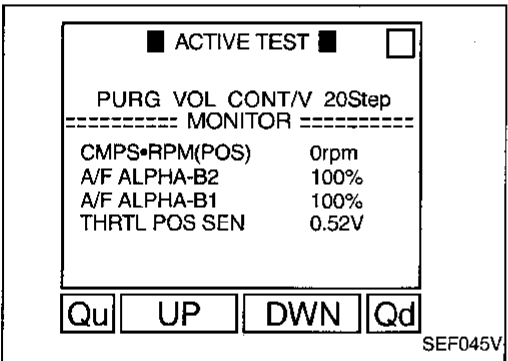 ■ ACTIVE TEST ■
PURG VOL CONT/V 20Step
========== MONITOR ==========
CMPS•RPM(POS) 0rpm
A/F ALPHA-B2 100%
A/F ALPHA-B1 100%
THRTL POS SEN 0.52V
Qu UP DWN Qd
SEF045V